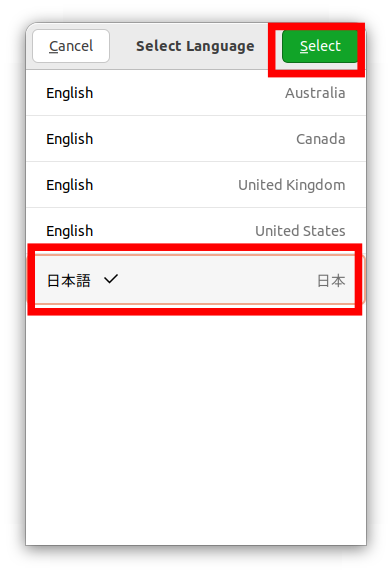 Cancel Select Language Select
English Australia
English Canada
English United Kingdom
English United States
日本語 日本